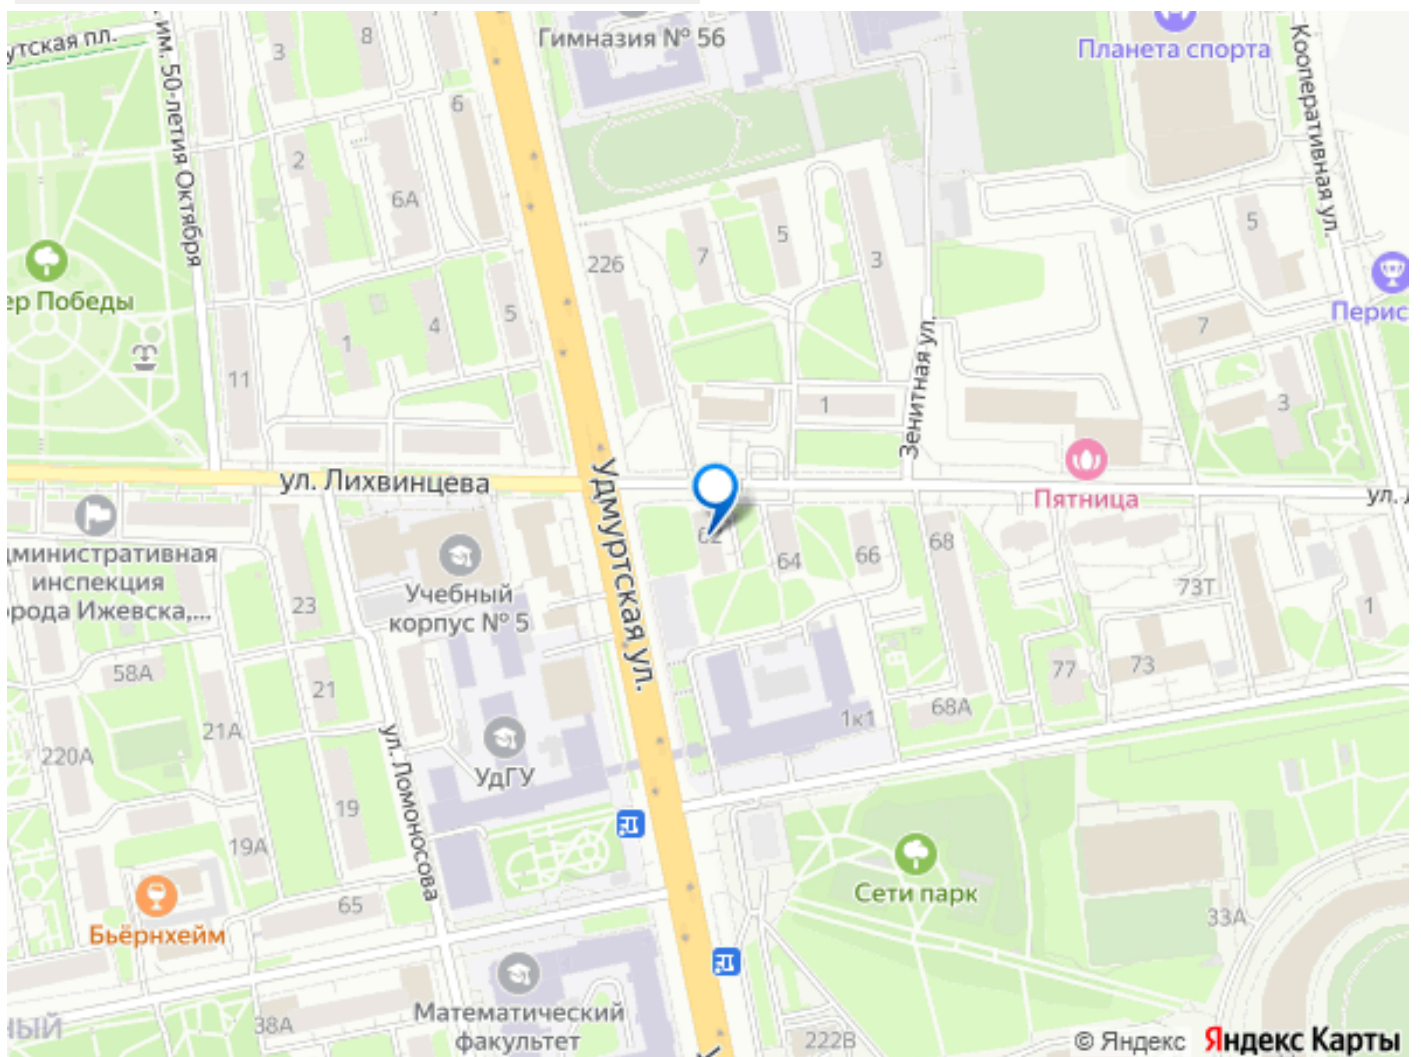 утская пл.
им. 50-летия Октября
3
8
Гимназия № 56
Планета спорта
Кооперативная ул.
6
2
6А
5
5
7
226
3
ер Победы
Перис
4
5
1
7
11
Зенитная ул.
1
3
ул. Лихвинцева
Пятница
ул. Л
Удмуртская ул.
62
64
66
68
дминистративная
инспекция
орода Ижевска,...
Учебный
корпус № 5
23
73Т
1
58А
21
77
73
68А
1к1
21А
220А
ул. Ломоносова
УдГУ
19
19А
Сети парк
65
33А
Бьёрнхейм
Математический
факультет
НЫЙ
38А
222В
© Яндекс Яндекс Карты